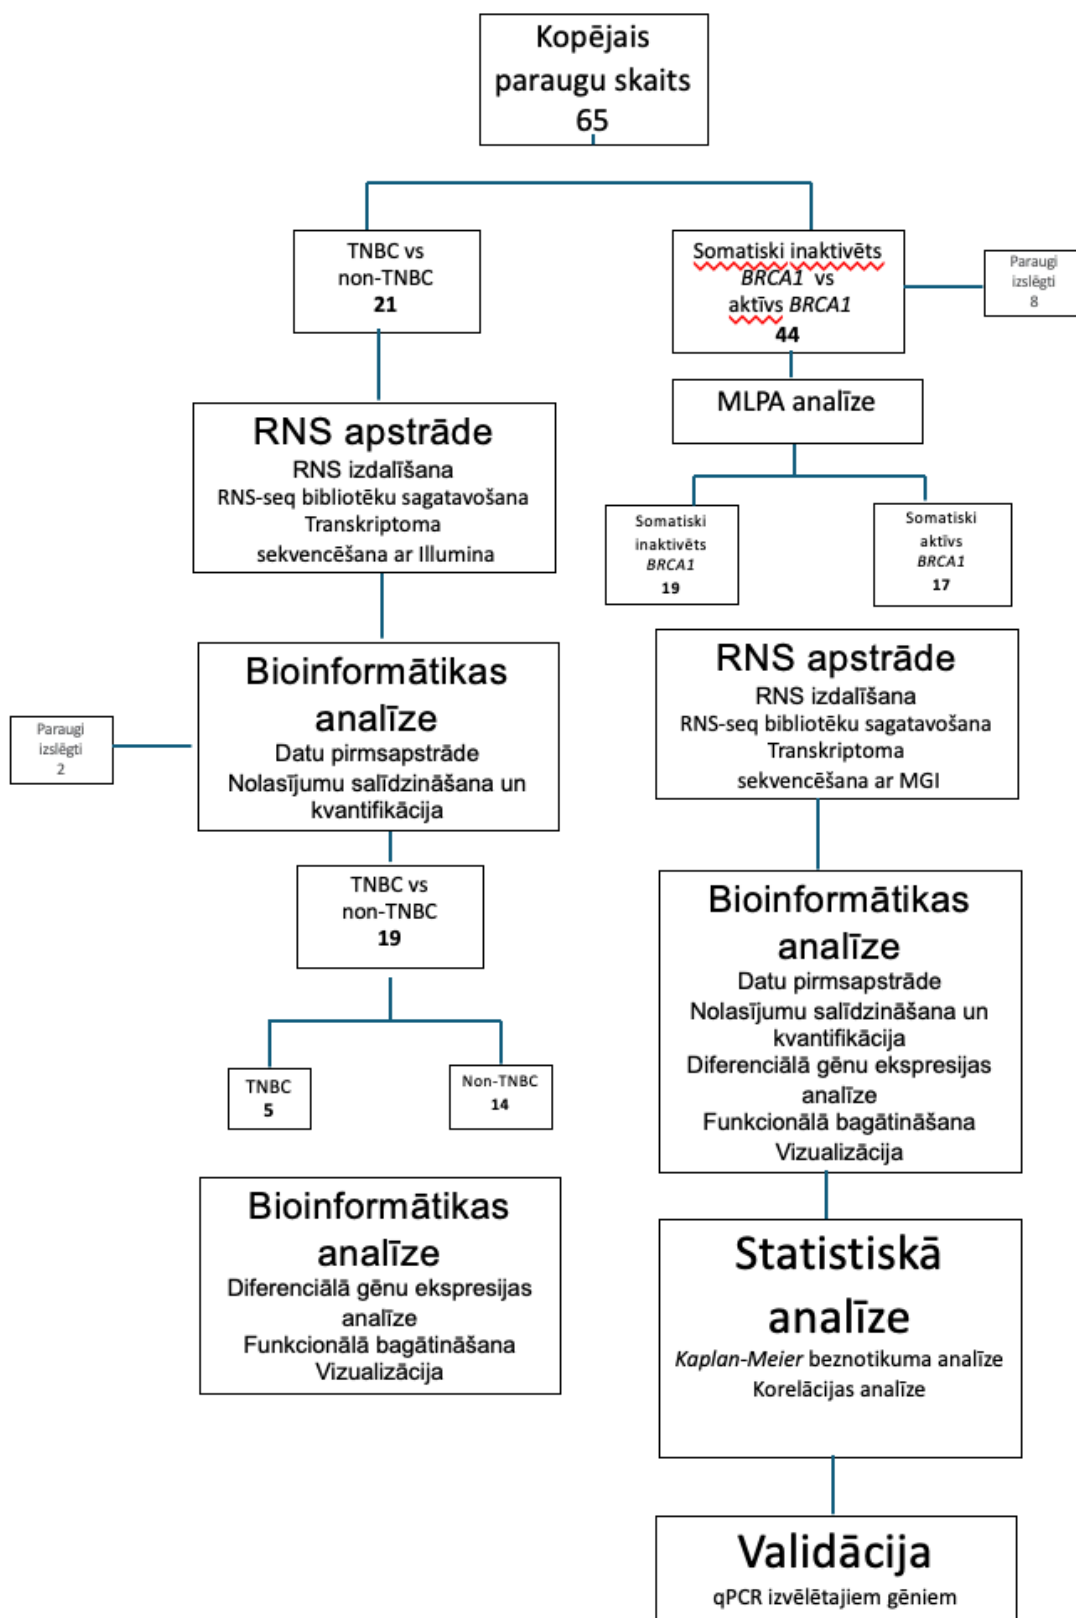 Kopējais
paraugu skaits
65
TNBC vs
non-TNBC
21
Somatiski inaktivēts
BRCA1 vs
aktīvs BRCA1
44
Paraugi
izslēgti
8
MLPA analīze
RNS apstrāde
RNS izdalīšana
RNS-seq bibliotēku sagatavošana
Transkriptoma
sekvencēšana ar Illumina
Somatiski
inaktivēts
BRCA1
19
Somatiski
aktīvs
BRCA1
17
Bioinformātikas
analīze
Datu pirmsapstrāde
Nolasījumu salīdzināšana un
kvantifikācija
Paraugi
izslēgti
2
RNS apstrāde
RNS izdalīšana
RNS-seq bibliotēku sagatavošana
Transkriptoma
sekvencēšana ar MGI
TNBC vs
non-TNBC
19
TNBC
5
Non-TNBC
14
Bioinformātikas
analīze
Datu pirmsapstrāde
Nolasījumu salīdzināšana un
kvantifikācija
Diferenciālā gēnu ekspresijas
analīze
Funkcionālā bagātināšana
Vizualizācija
Bioinformātikas
analīze
Diferenciālā gēnu ekspresijas
analīze
Funkcionālā bagātināšana
Vizualizācija
Statistiskā
analīze
Kaplan-Meier beznotikuma analīze
Korelācijas analīze
Validācija
qPCR izvēlētajiem gēniem